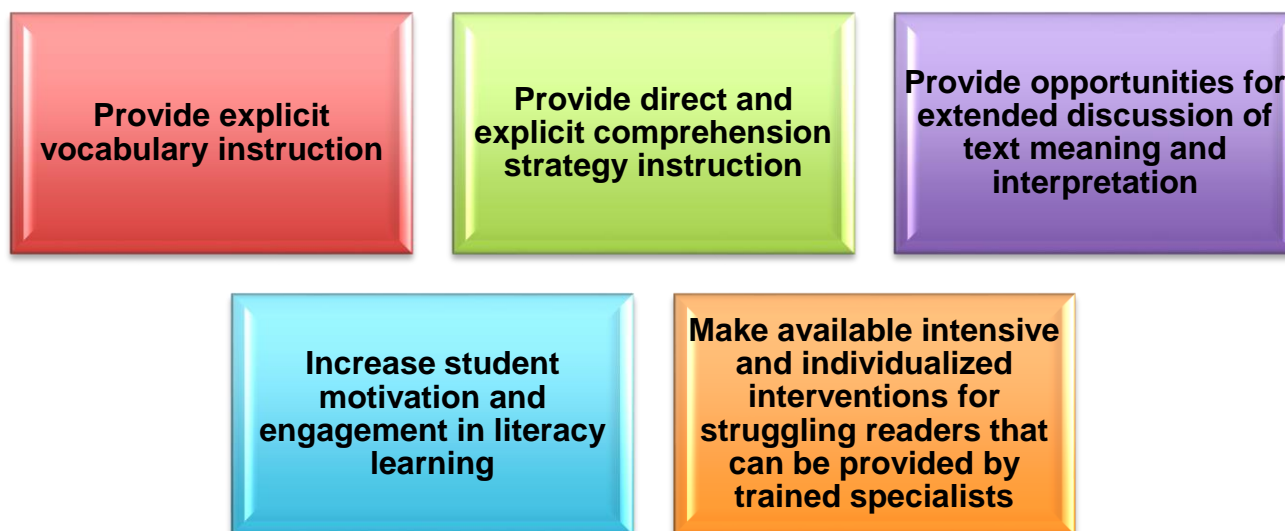 Provide explicit
vocabulary instruction
Provide direct and
explicit comprehension
strategy instruction
Provide opportunities for
extended discussion of
text meaning and
interpretation
Increase student
motivation and
engagement in literacy
learning
Make available intensive
and individualized
interventions for
struggling readers that
can be provided by
trained specialists